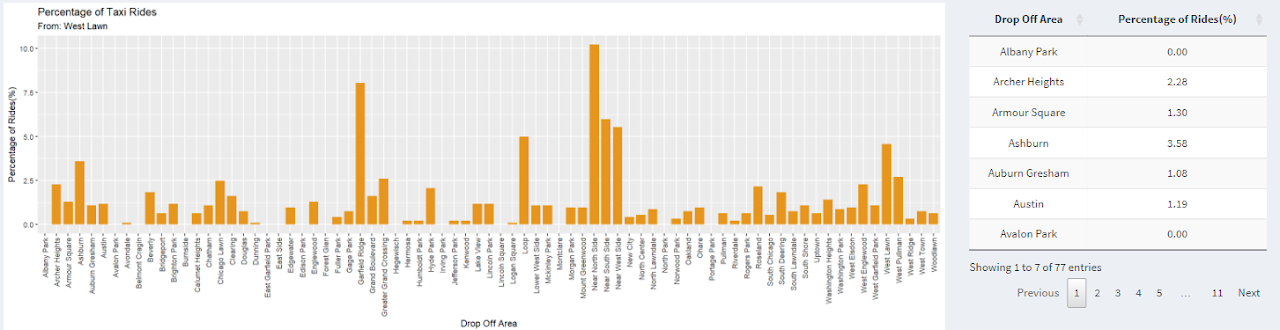 Percentage of Taxi Rides
From: West Lawn
Percentage of Rides(%)
10.0
7.5
5.0
2.5
0.0
Albany Park
Archer Heights
Armour Square
Ashburn
Auburn Gresham
Austin
Avalon Park
Avondale
Belmont Cragin
Beverly
Bridgeport
Brighton Park
Burnside
Calumet Heights
Chatham
Chicago Lawn
Clearing
Douglas
Dunning
East Garfield Park
East Side
Edgewater
Edison Park
Englewood
Forest Glen
Fuller Park
Gage Park
Garfield Ridge
Grand Boulevard
Greater Grand Crossing
Hegewisch
Hermosa
Humboldt Park
Hyde Park
Irving Park
Jefferson Park
Kenwood
Lake View
Lincoln Park
Lincoln Square
Logan Square
Loop
Lower West Side
Mckinley Park
Montclare
Morgan Park
Mount Greenwood
Near North Side
Near South Side
Near West Side
New City
North Center
North Lawndale
North Park
Norwood Park
Oakland
Ohare
Portage Park
Pullman
Riverdale
Rogers Park
Roseland
South Chicago
South Deering
South Lawndale
South Shore
Uptown
Washington Heights
Washington Park
West Elsdon
West Englewood
West Garfield Park
West Lawn
West Pullman
West Ridge
West Town
Woodlawn
Drop Off Area
Drop Off Area Percentage of Rides(%)
Albany Park 0.00
Archer Heights 2.28
Armour Square 1.30
Ashburn 3.58
Auburn Gresham 1.08
Austin 1.19
Avalon Park 0.00
Showing 1 to 7 of 77 entries
Previous 1 2 3 4 5 … 11 Next